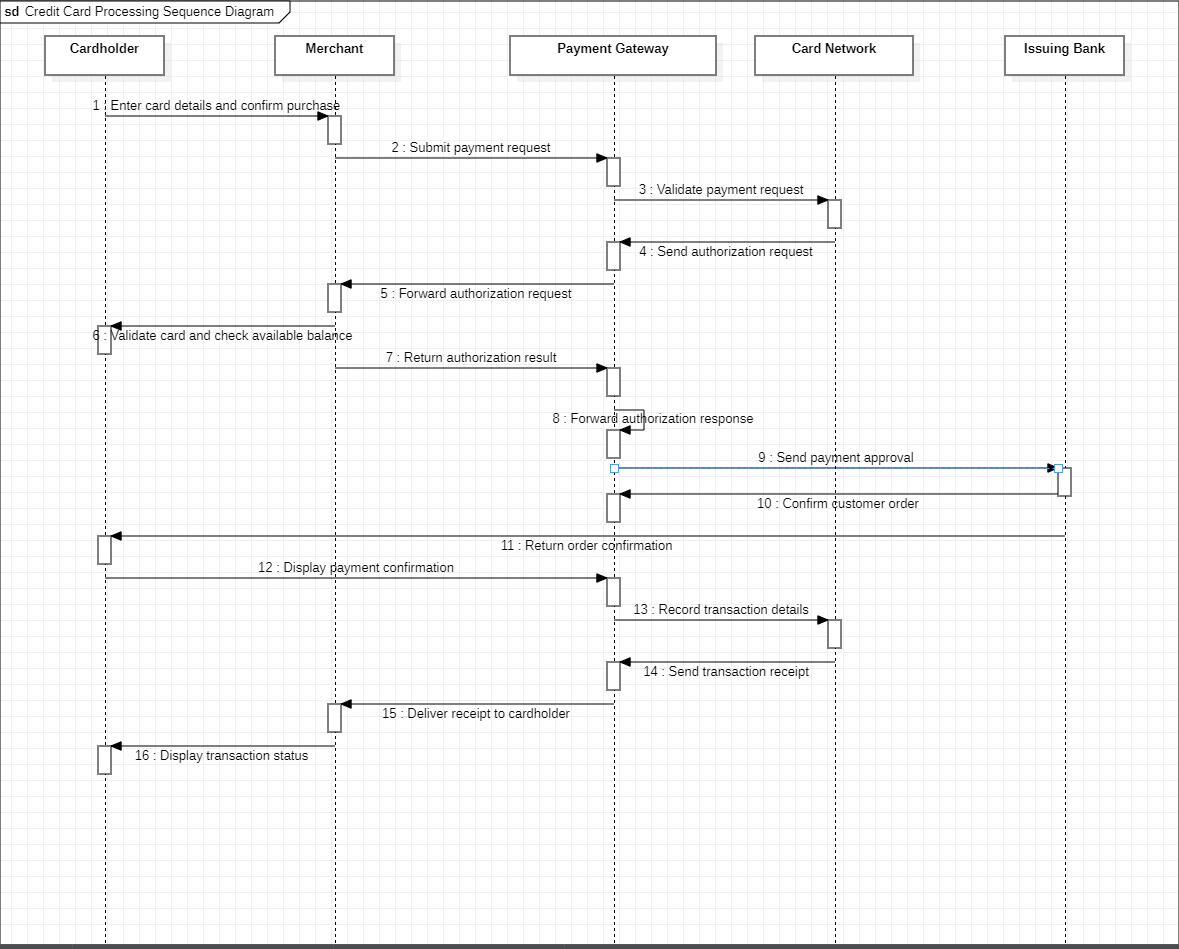 sd Credit Card Processing Sequence Diagram
Cardholder
Merchant
Payment Gateway
Card Network
Issuing Bank
1 : Enter card details and confirm purchase
2 : Submit payment request
3 : Validate payment request
4 : Send authorization request
5 : Forward authorization request
6 : Validate card and check available balance
7 : Return authorization result
8 : Forward authorization response
9 : Send payment approval
10 : Confirm customer order
11 : Return order confirmation
12 : Display payment confirmation
13 : Record transaction details
14 : Send transaction receipt
15 : Deliver receipt to cardholder
16 : Display transaction status